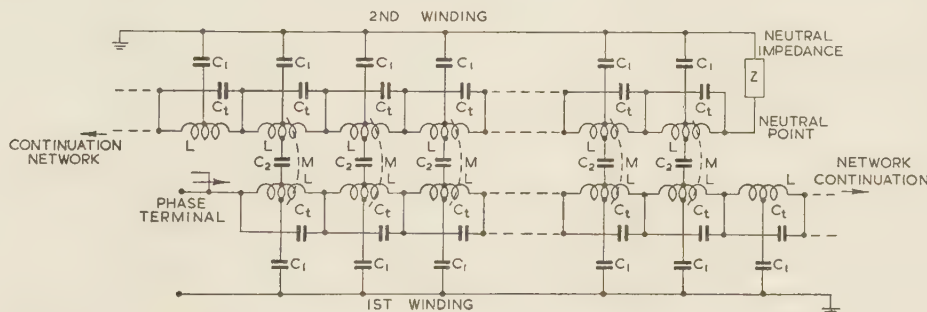 2ND WINDING
NEUTRAL
IMPEDANCE
C₁ C₁ C₁ C₁ C₁ C₁
Z
Cₜ Cₜ Cₜ Cₜ Cₜ Cₜ
NEUTRAL
POINT
CONTINUATION
NETWORK
L L L L L L
C₂ M C₂ M C₂ M C₂ M C₂ M
NETWORK
CONTINUATION
L L L L L L
PHASE
TERMINAL
Cₜ Cₜ Cₜ Cₜ Cₜ Cₜ
C₁ C₁ C₁ C₁ C₁ C₁
1ST WINDING